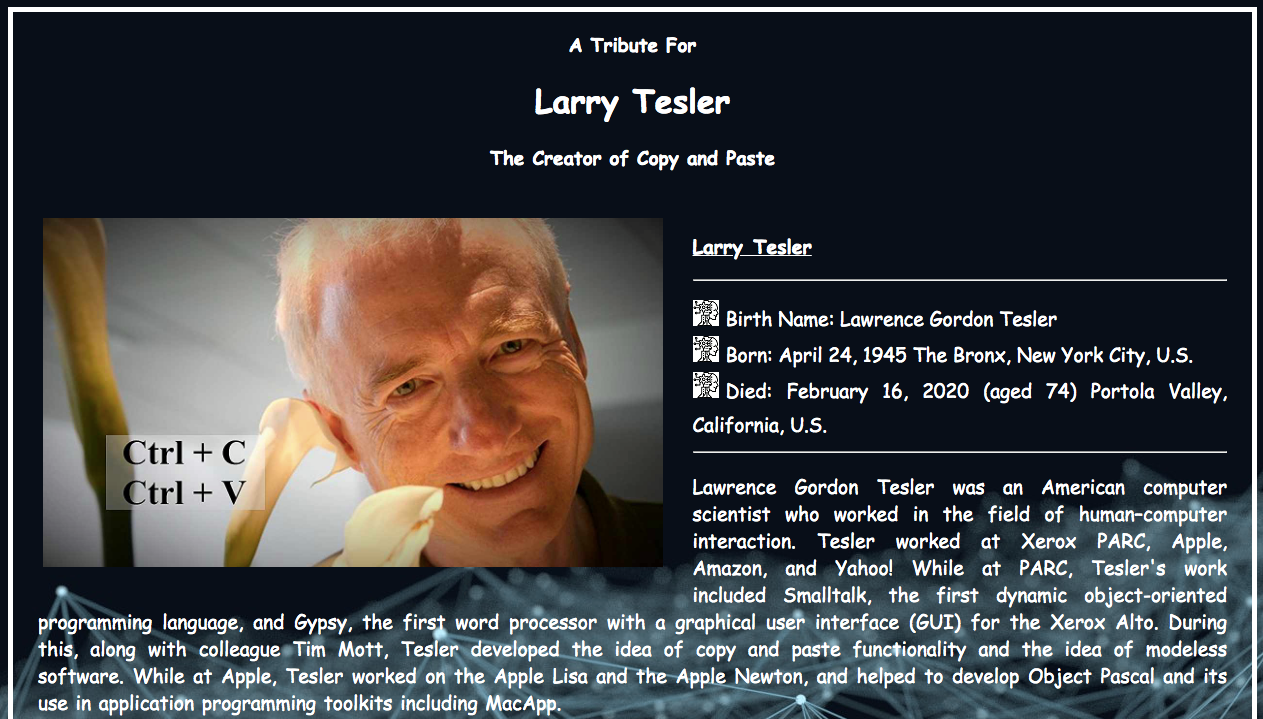 A Tribute For
Larry Tesler
The Creator of Copy and Paste
Ctrl + C
Ctrl + V
Larry Tesler
Birth Name: Lawrence Gordon Tesler
Born: April 24, 1945 The Bronx, New York City, U.S.
Died: February 16, 2020 (aged 74) Portola Valley,
California, U.S.
Lawrence Gordon Tesler was an American computer
scientist who worked in the field of human–computer
interaction. Tesler worked at Xerox PARC, Apple,
Amazon, and Yahoo! While at PARC, Tesler's work
included Smalltalk, the first dynamic object-oriented
programming language, and Gypsy, the first word processor with a graphical user interface (GUI) for the Xerox Alto. During
this, along with colleague Tim Mott, Tesler developed the idea of copy and paste functionality and the idea of modeless
software. While at Apple, Tesler worked on the Apple Lisa and the Apple Newton, and helped to develop Object Pascal and its
use in application programming toolkits including MacApp.